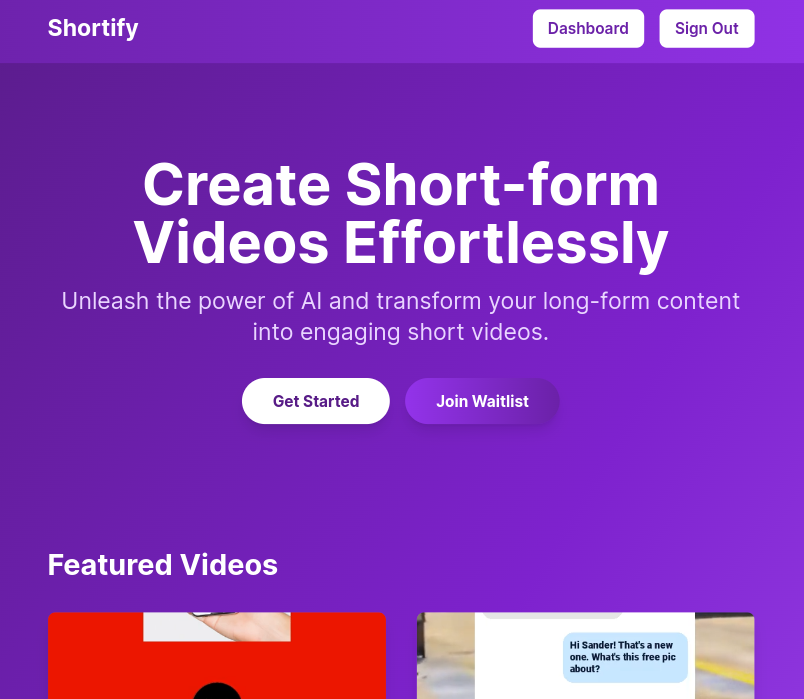 Shortify
Dashboard
Sign Out
Create Short-form
Videos Effortlessly
Unleash the power of AI and transform your long-form content
into engaging short videos.
Get Started
Join Waitlist
Featured Videos
Hi Sander! That's a new
one. What's this free pic
about?